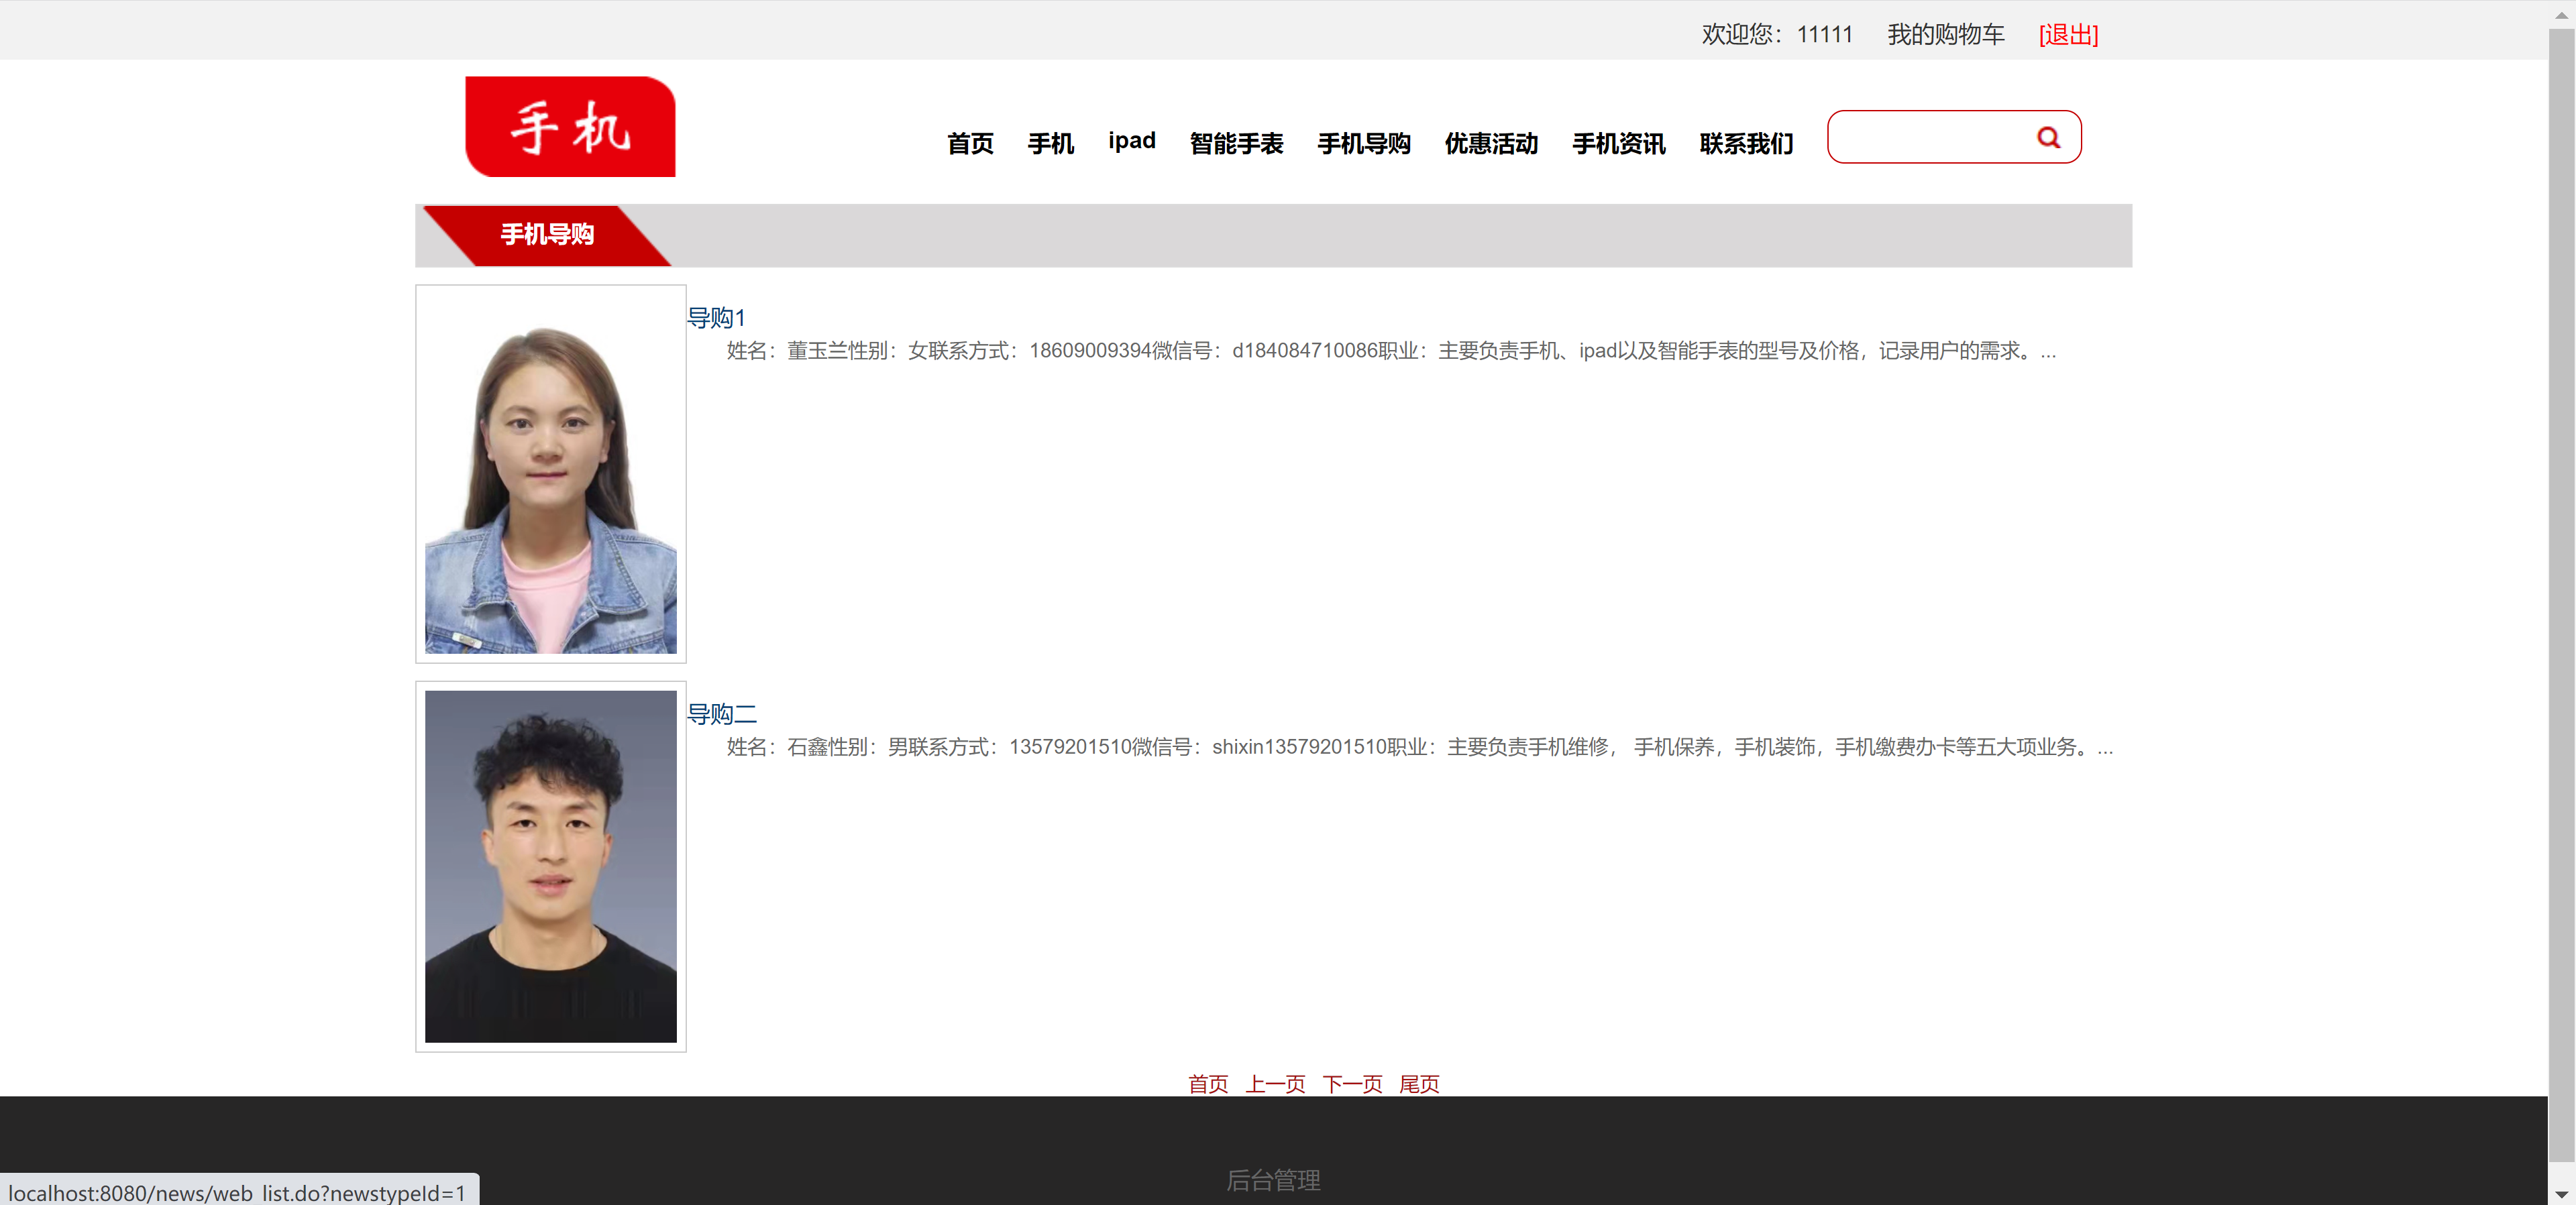 欢迎您：11111 我的购物车 [退出]
手机
首页 手机 ipad 智能手表 手机导购 优惠活动 手机资讯 联系我们
手机导购
导购1
姓名：董玉兰性别：女联系方式：18609009394微信号：d184084710086职业：主要负责手机、ipad以及智能手表的型号及价格，记录用户的需求。...
导购二
姓名：石鑫性别：男联系方式：13579201510微信号：shixin13579201510职业：主要负责手机维修， 手机保养，手机装饰，手机缴费办卡等五大项业务。...
首页 上一页 下一页 尾页
后台管理
localhost:8080/news/web_list.do?newstypeId=1